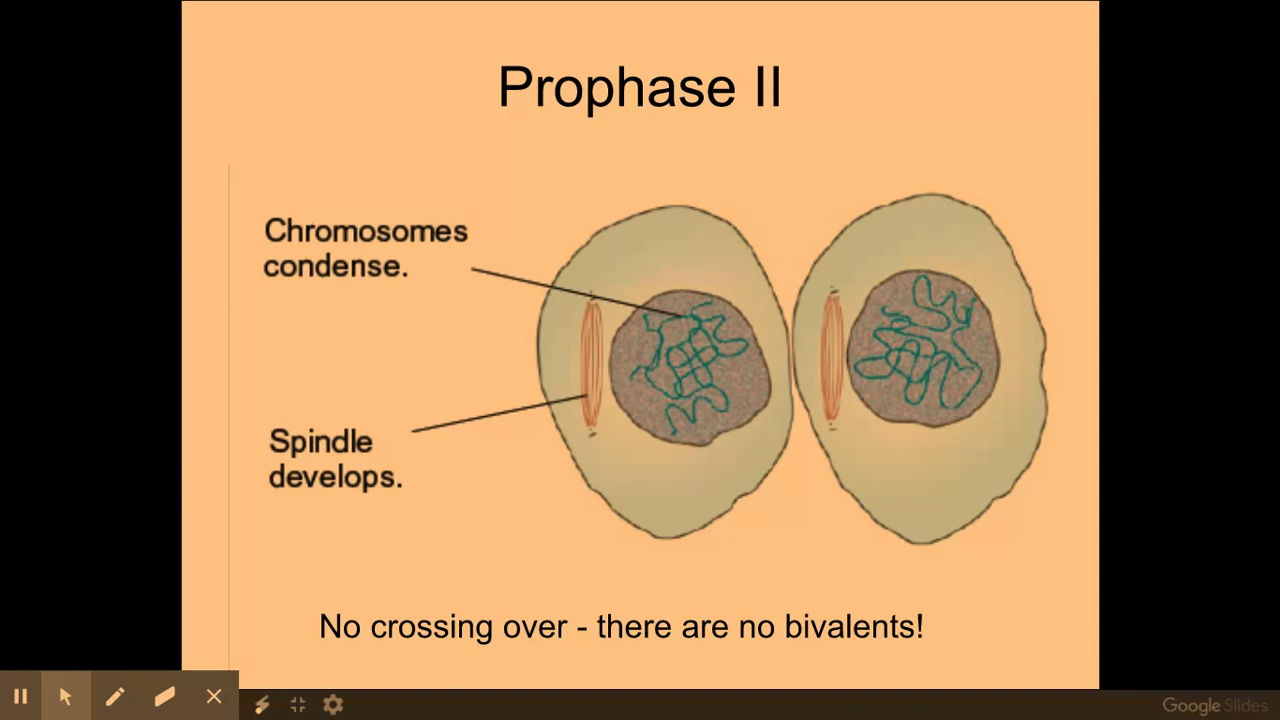 Prophase II
Chromosomes
condense.
Spindle
develops.
No crossing over - there are no bivalents!
Google Slides